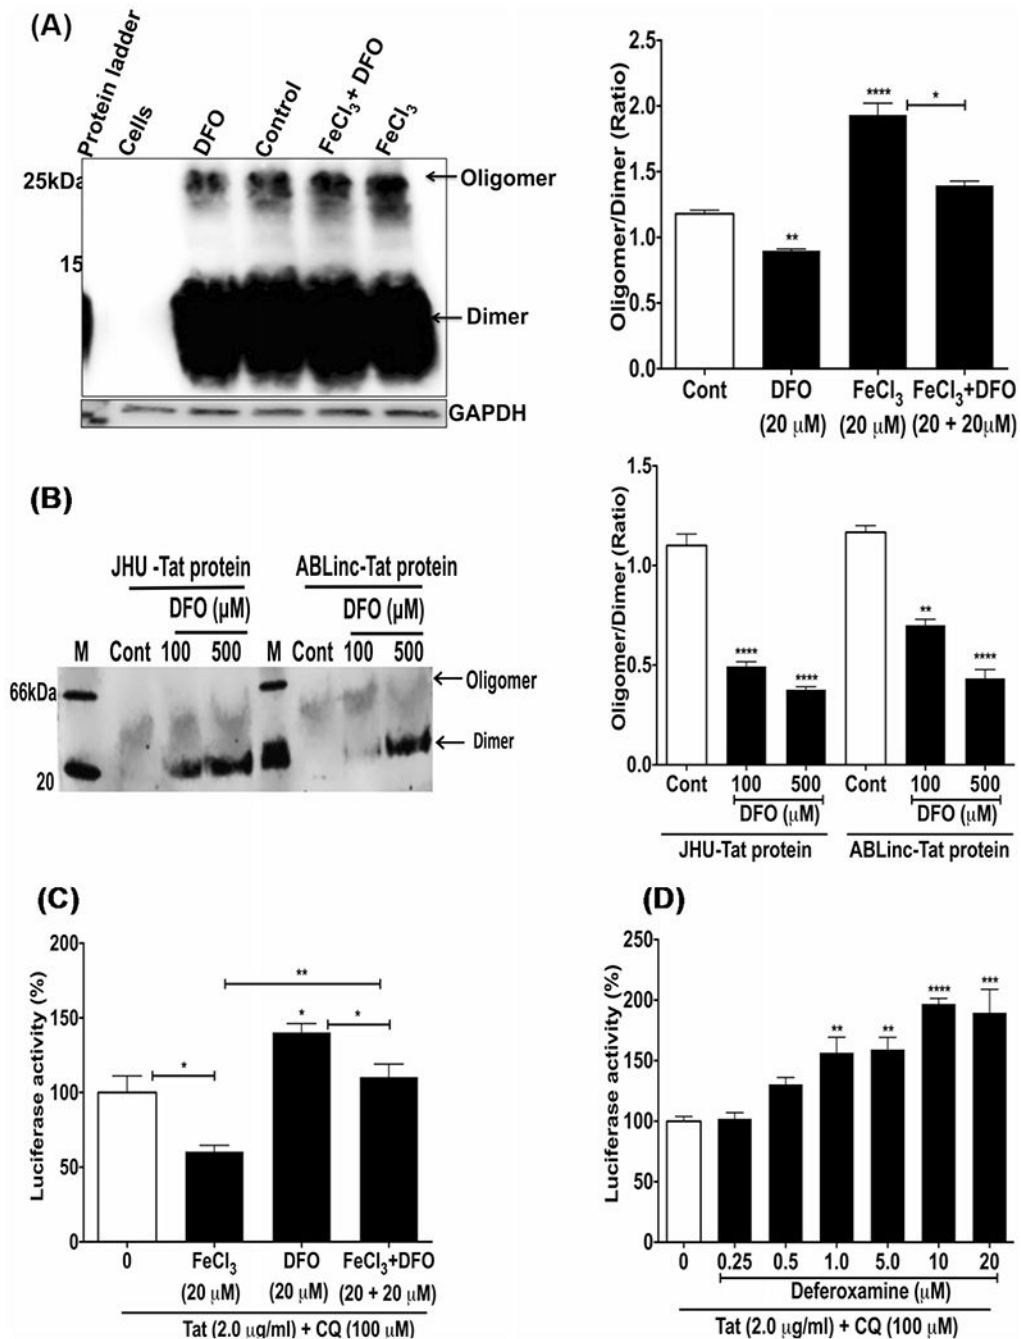 (A)
Protein ladder
Cells
DFO
Control
FeCl3+ DFO
FeCl3
25kDa
Oligomer
15
Dimer
GAPDH
Oligomer/Dimer (Ratio)
2.5
2.0
1.5
1.0
0.5
0.0
**
****
*
Cont
DFO
(20 μM)
FeCl3
(20 μM)
FeCl3+DFO
(20 + 20μM)
(B)
JHU -Tat protein
ABLinc-Tat protein
DFO (μM)
DFO (μM)
M Cont 100 500 M Cont 100 500
66kDa
20
Oligomer
Dimer
Oligomer/Dimer (Ratio)
1.5
1.0
0.5
0.0
****
****
**
****
Cont 100 500 Cont 100 500
DFO (μM) DFO (μM)
JHU-Tat protein ABLinc-Tat protein
(C)
Luciferase activity (%)
200
150
100
50
0
**
*
*
*
0
FeCl3
(20 μM)
DFO
(20 μM)
FeCl3+DFO
(20 + 20 μM)
Tat (2.0 μg/ml) + CQ (100 μM)
(D)
Luciferase activity (%)
250
200
150
100
50
0
**
**
****
***
0 0.25 0.5 1.0 5.0 10 20
Deferoxamine (μM)
Tat (2.0 μg/ml) + CQ (100 μM)